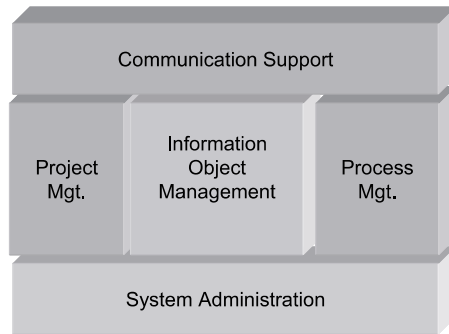 Communication Support
Project
Mgt.
Information
Object
Management
Process
Mgt.
System Administration